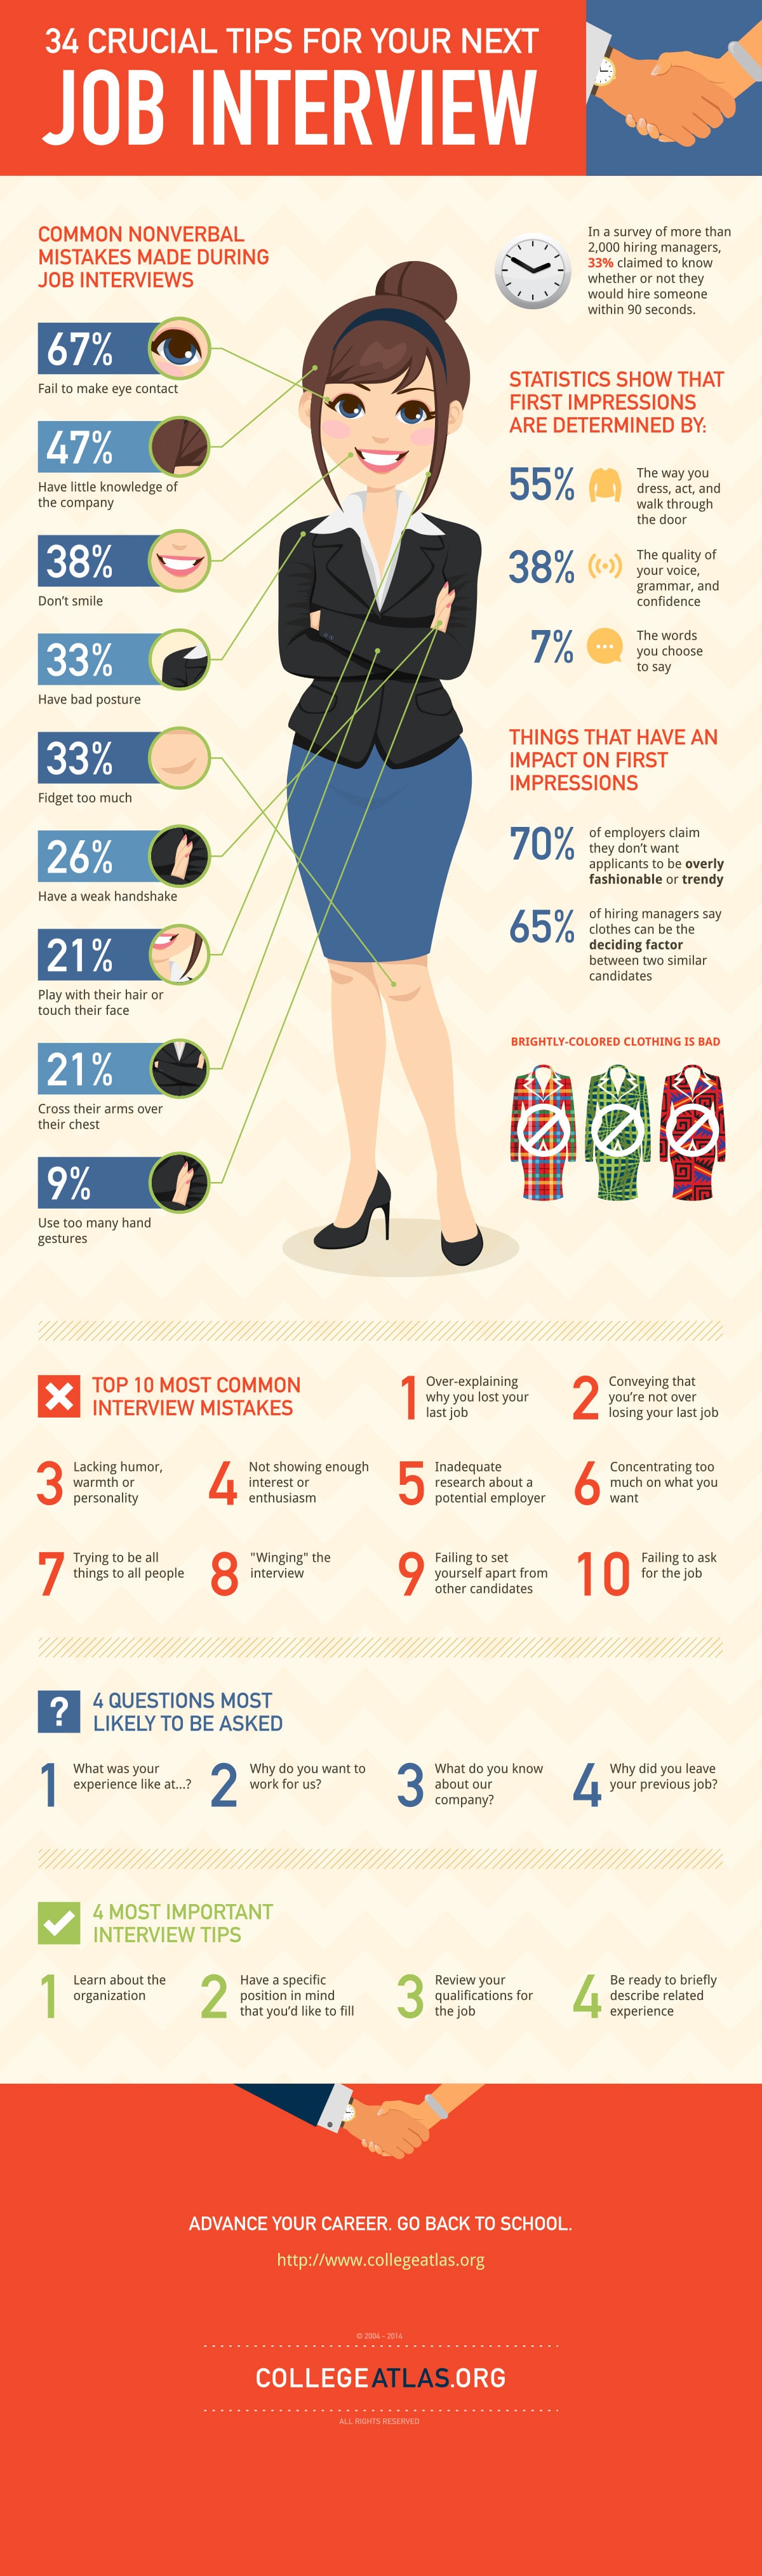 34 CRUCIAL TIPS FOR YOUR NEXT
JOB INTERVIEW
COMMON NONVERBAL
MISTAKES MADE DURING
JOB INTERVIEWS
67%
Fail to make eye contact
47%
Have little knowledge of
the company
38%
Don't smile
33%
Have bad posture
33%
Fidget too much
26%
Have a weak handshake
21%
Play with their hair or
touch their face
21%
Cross their arms over
their chest
9%
Use too many hand
gestures
In a survey of more than
2,000 hiring managers,
33% claimed to know
whether or not they
would hire someone
within 90 seconds.
STATISTICS SHOW THAT
FIRST IMPRESSIONS
ARE DETERMINED BY:
55%
The way you
dress, act, and
walk through
the door
38%
The quality of
your voice,
grammar, and
confidence
7%
The words
you choose
to say
THINGS THAT HAVE AN
IMPACT ON FIRST
IMPRESSIONS
70%
of employers claim
they don't want
applicants to be overly
fashionable or trendy
65%
of hiring managers say
clothes can be the
deciding factor
between two similar
candidates
BRIGHTLY-COLORED CLOTHING IS BAD
TOP 10 MOST COMMON
INTERVIEW MISTAKES
1
Over-explaining
why you lost your
last job
2
Conveying that
you're not over
losing your last job
3
Lacking humor,
warmth or
personality
4
Not showing enough
interest or
enthusiasm
5
Inadequate
research about a
potential employer
6
Concentrating too
much on what you
want
7
Trying to be all
things to all people
8
"Winging" the
interview
9
Failing to set
yourself apart from
other candidates
10
Failing to ask
for the job
?
4 QUESTIONS MOST
LIKELY TO BE ASKED
1
What was your
experience like at...?
2
Why do you want to
work for us?
3
What do you know
about our
company?
4
Why did you leave
your previous job?
4 MOST IMPORTANT
INTERVIEW TIPS
1
Learn about the
organization
2
Have a specific
position in mind
that you'd like to fill
3
Review your
qualifications for
the job
4
Be ready to briefly
describe related
experience
ADVANCE YOUR CAREER. GO BACK TO SCHOOL.
http://www.collegeatlas.org
© 2004 - 2014
COLLEGEATLAS.ORG
ALL RIGHTS RESERVED